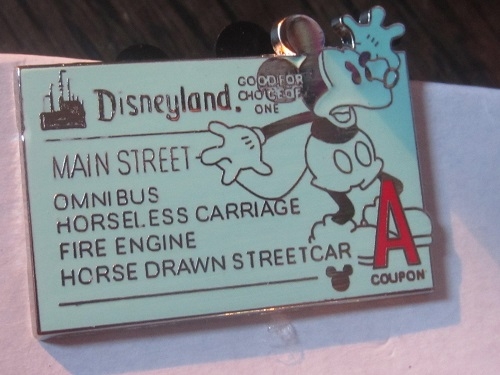 Disneyland.
GOOD FOR
CHOICE OF
ONE
MAIN STREET
OMNIBUS
HORSELESS CARRIAGE
FIRE ENGINE
HORSE DRAWN STREETCAR
A
COUPON